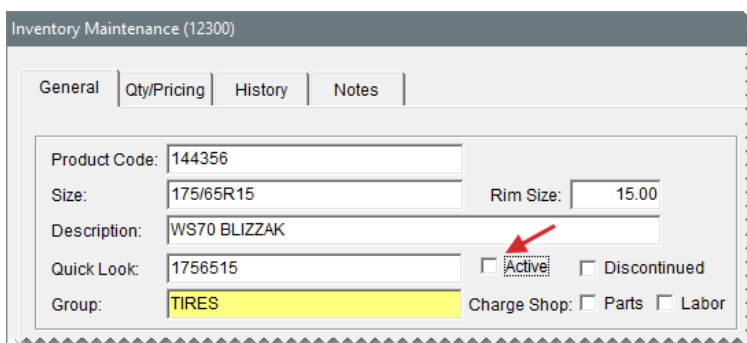 Inventory Maintenance (12300)
General Qty/Pricing History Notes
Product Code: 144356
Size: 175/65R15 Rim Size: 15.00
Description: WS70 BLIZZAK
Quick Look: 1756515 Active Discontinued
Group: TIRES Charge Shop: Parts Labor